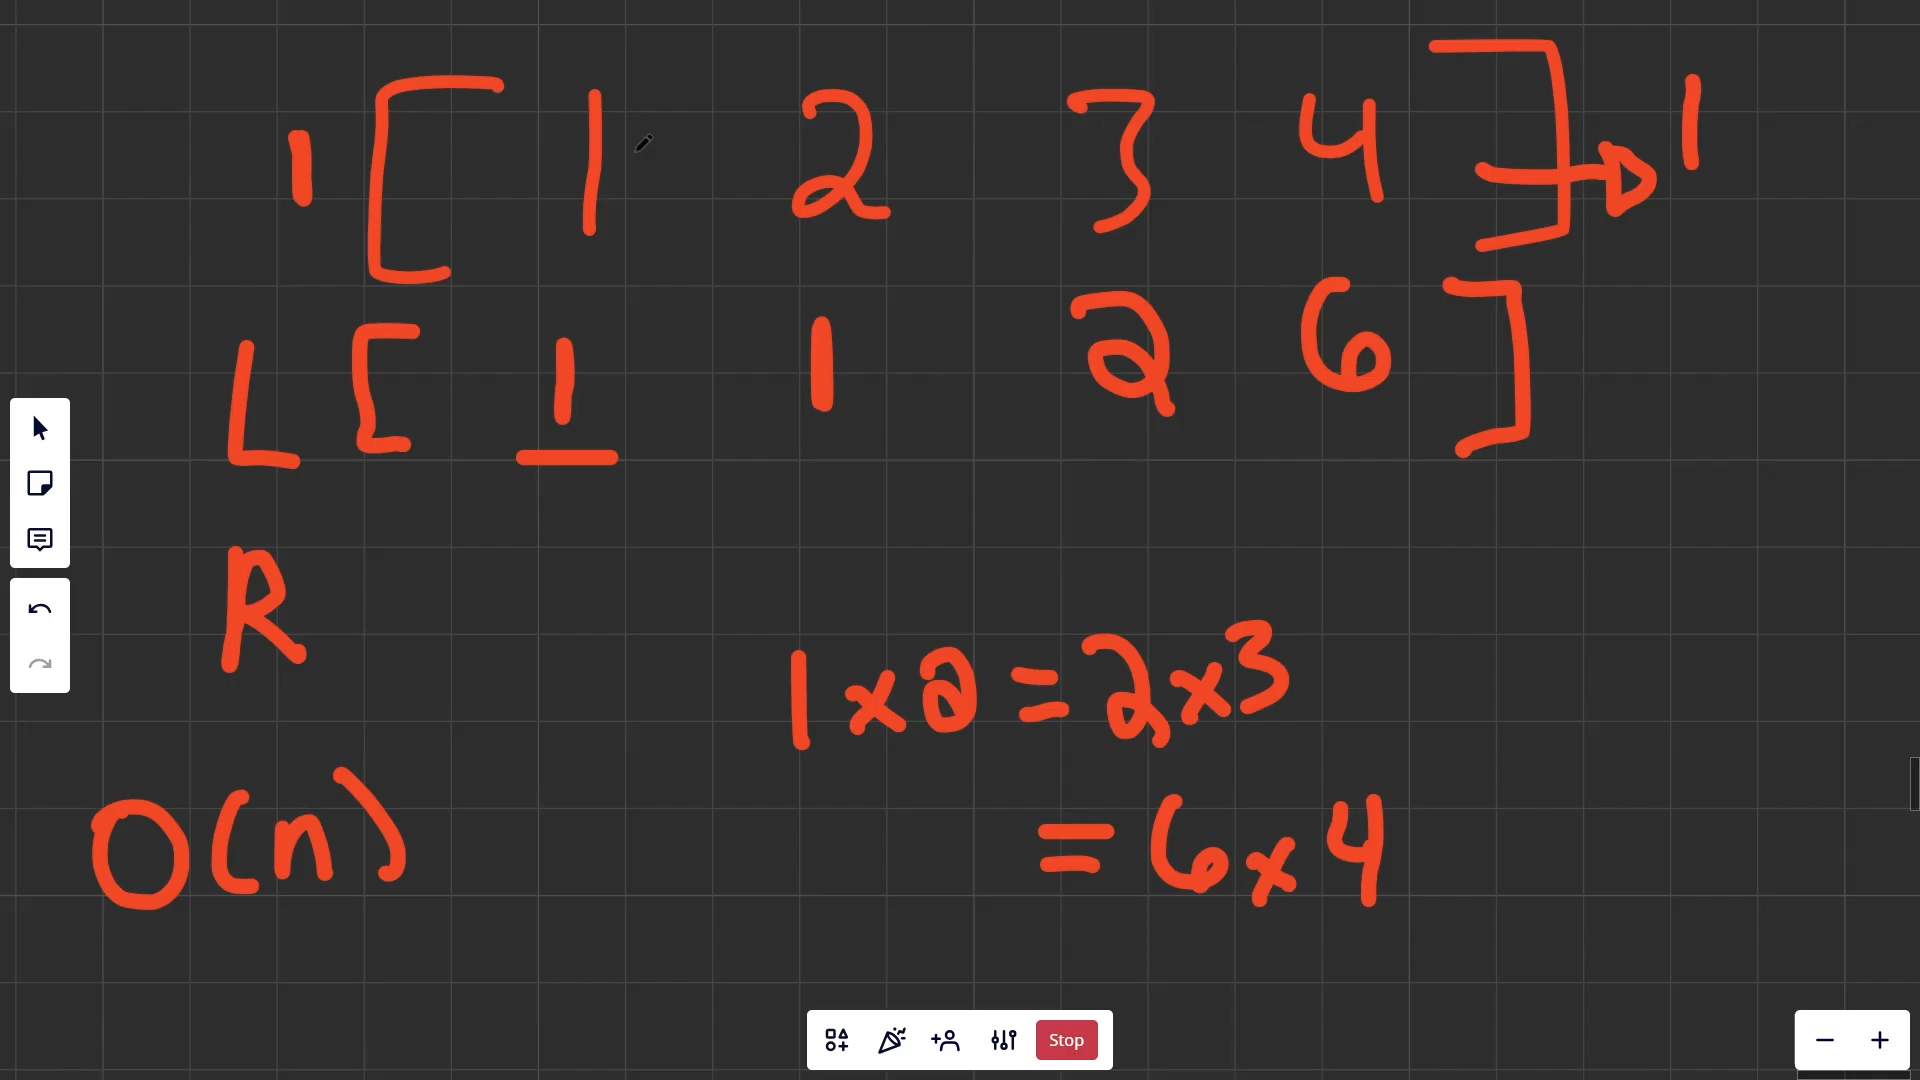 1 [ 1 2 3 4 ] → 1
L [ 1 1 2 6 ]
R
1 x 2 = 2 x 3
O(n)
= 6 x 4
Stop